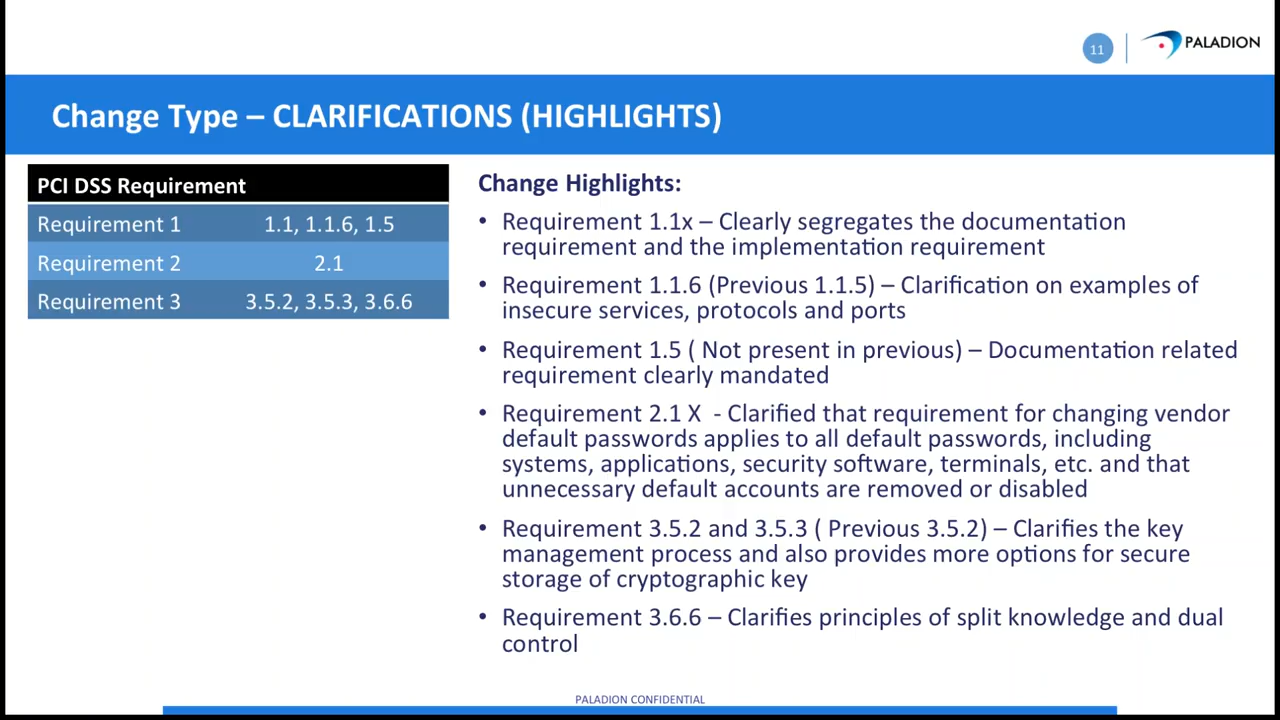 11
PALADION
Change Type – CLARIFICATIONS (HIGHLIGHTS)
PCI DSS Requirement
Requirement 1 1.1, 1.1.6, 1.5
Requirement 2 2.1
Requirement 3 3.5.2, 3.5.3, 3.6.6
Change Highlights:
• Requirement 1.1x – Clearly segregates the documentation
requirement and the implementation requirement
• Requirement 1.1.6 (Previous 1.1.5) – Clarification on examples of
insecure services, protocols and ports
• Requirement 1.5 ( Not present in previous) – Documentation related
requirement clearly mandated
• Requirement 2.1 X - Clarified that requirement for changing vendor
default passwords applies to all default passwords, including
systems, applications, security software, terminals, etc. and that
unnecessary default accounts are removed or disabled
• Requirement 3.5.2 and 3.5.3 ( Previous 3.5.2) – Clarifies the key
management process and also provides more options for secure
storage of cryptographic key
• Requirement 3.6.6 – Clarifies principles of split knowledge and dual
control
PALADION CONFIDENTIAL